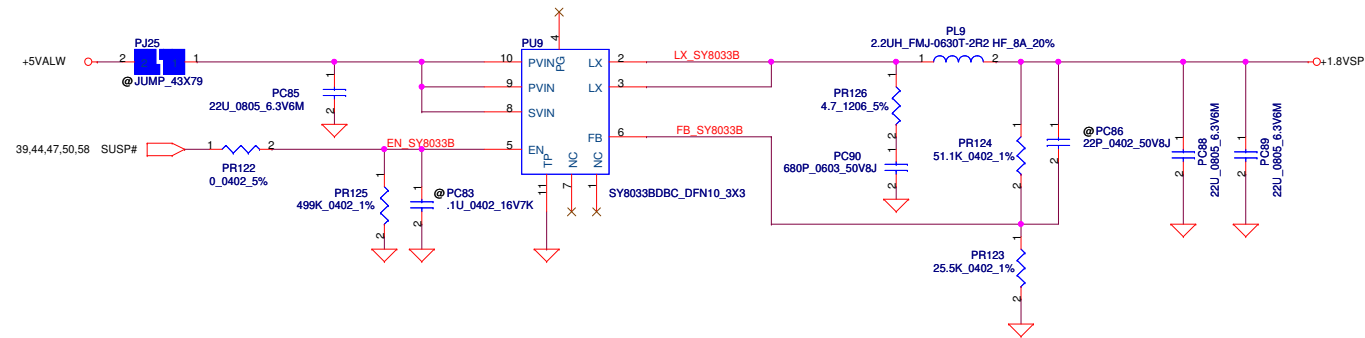 +5VALW
2
PJ25
2
1
1
@JUMP_43X79
1
PC85
22U_0805_6.3V6M
2
39,44,47,50,58
SUSP#
1
2
PR122
0_0402_5%
EN_SY8033B
1
PR125
499K_0402_1%
2
1
@PC83
.1U_0402_16V7K
2
4
PU9
10
PVIN
PG
9
PVIN
8
SVIN
5
EN
TP
NC
NC
11
7
1
LX
2
LX
3
FB
6
SY8033BDBC_DFN10_3X3
LX_SY8033B
FB_SY8033B
PL9
2.2UH_FMJ-0630T-2R2 HF_8A_20%
1
2
1
PR126
4.7_1206_5%
2
1
PC90
680P_0603_50V8J
2
1
PR124
51.1K_0402_1%
2
1
@PC86
22P_0402_50V8J
2
1
PR123
25.5K_0402_1%
2
1
2
PC88
22U_0805_6.3V6M
1
2
PC89
22U_0805_6.3V6M
+1.8VSP